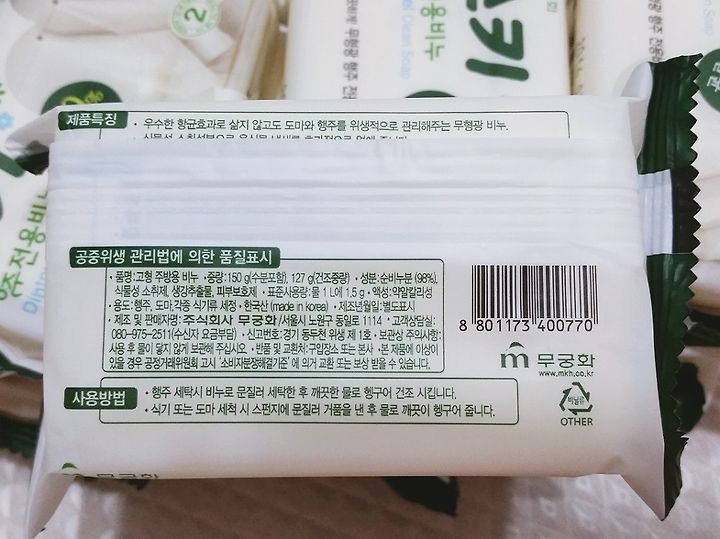 2
키
전용비누
Clean Soap
제품특징
• 우수한 항균효과로 삶지 않고도 도마와 행주를 위생적으로 관리해주는 무형광 비누.
주전용비누
공중위생 관리법에 의한 품질표시
• 품명:고형 주방용 비누 •중량:150 g(수분포함), 127 g(건조중량) • 성분:순비누분 (98%),
식물성 소취제, 생강추출물, 피부보호제 • 표준사용량:물 1 L에 1.5 g • 액성:약알칼리성
• 용도:행주, 도마, 각종 식기류 세정 • 한국산 (made in korea) • 제조년월일:별도표시
• 제조 및 판매자명: 주식회사 무궁화 /서울시 노원구 동일로 1114 • 고객상담실:
080-975-2511(수신자 요금부담) • 신고번호:경기 동두천 위생 제 1호 • 보관상 주의사항:
사용 후 물이 닿지 않게 보관해 주십시오 • 반품 및 교환처:구입장소 또는 본사 • 본 제품에 이상이
있을 경우 공정거래위원회 고시 '소비자분쟁해결기준' 에 의거 교환 또는 보상 받을 수 있습니다.
8 801173 400770
무궁화
www.mkh.co.kr
사용방법
• 행주 세탁시 비누로 문질러 세탁한 후 깨끗한 물로 헹구어 건조 시킵니다.
• 식기 또는 도마 세척 시 스펀지에 문질러 거품을 낸 후 물로 깨끗이 헹구어 줍니다.
비닐류
OTHER
무궁화